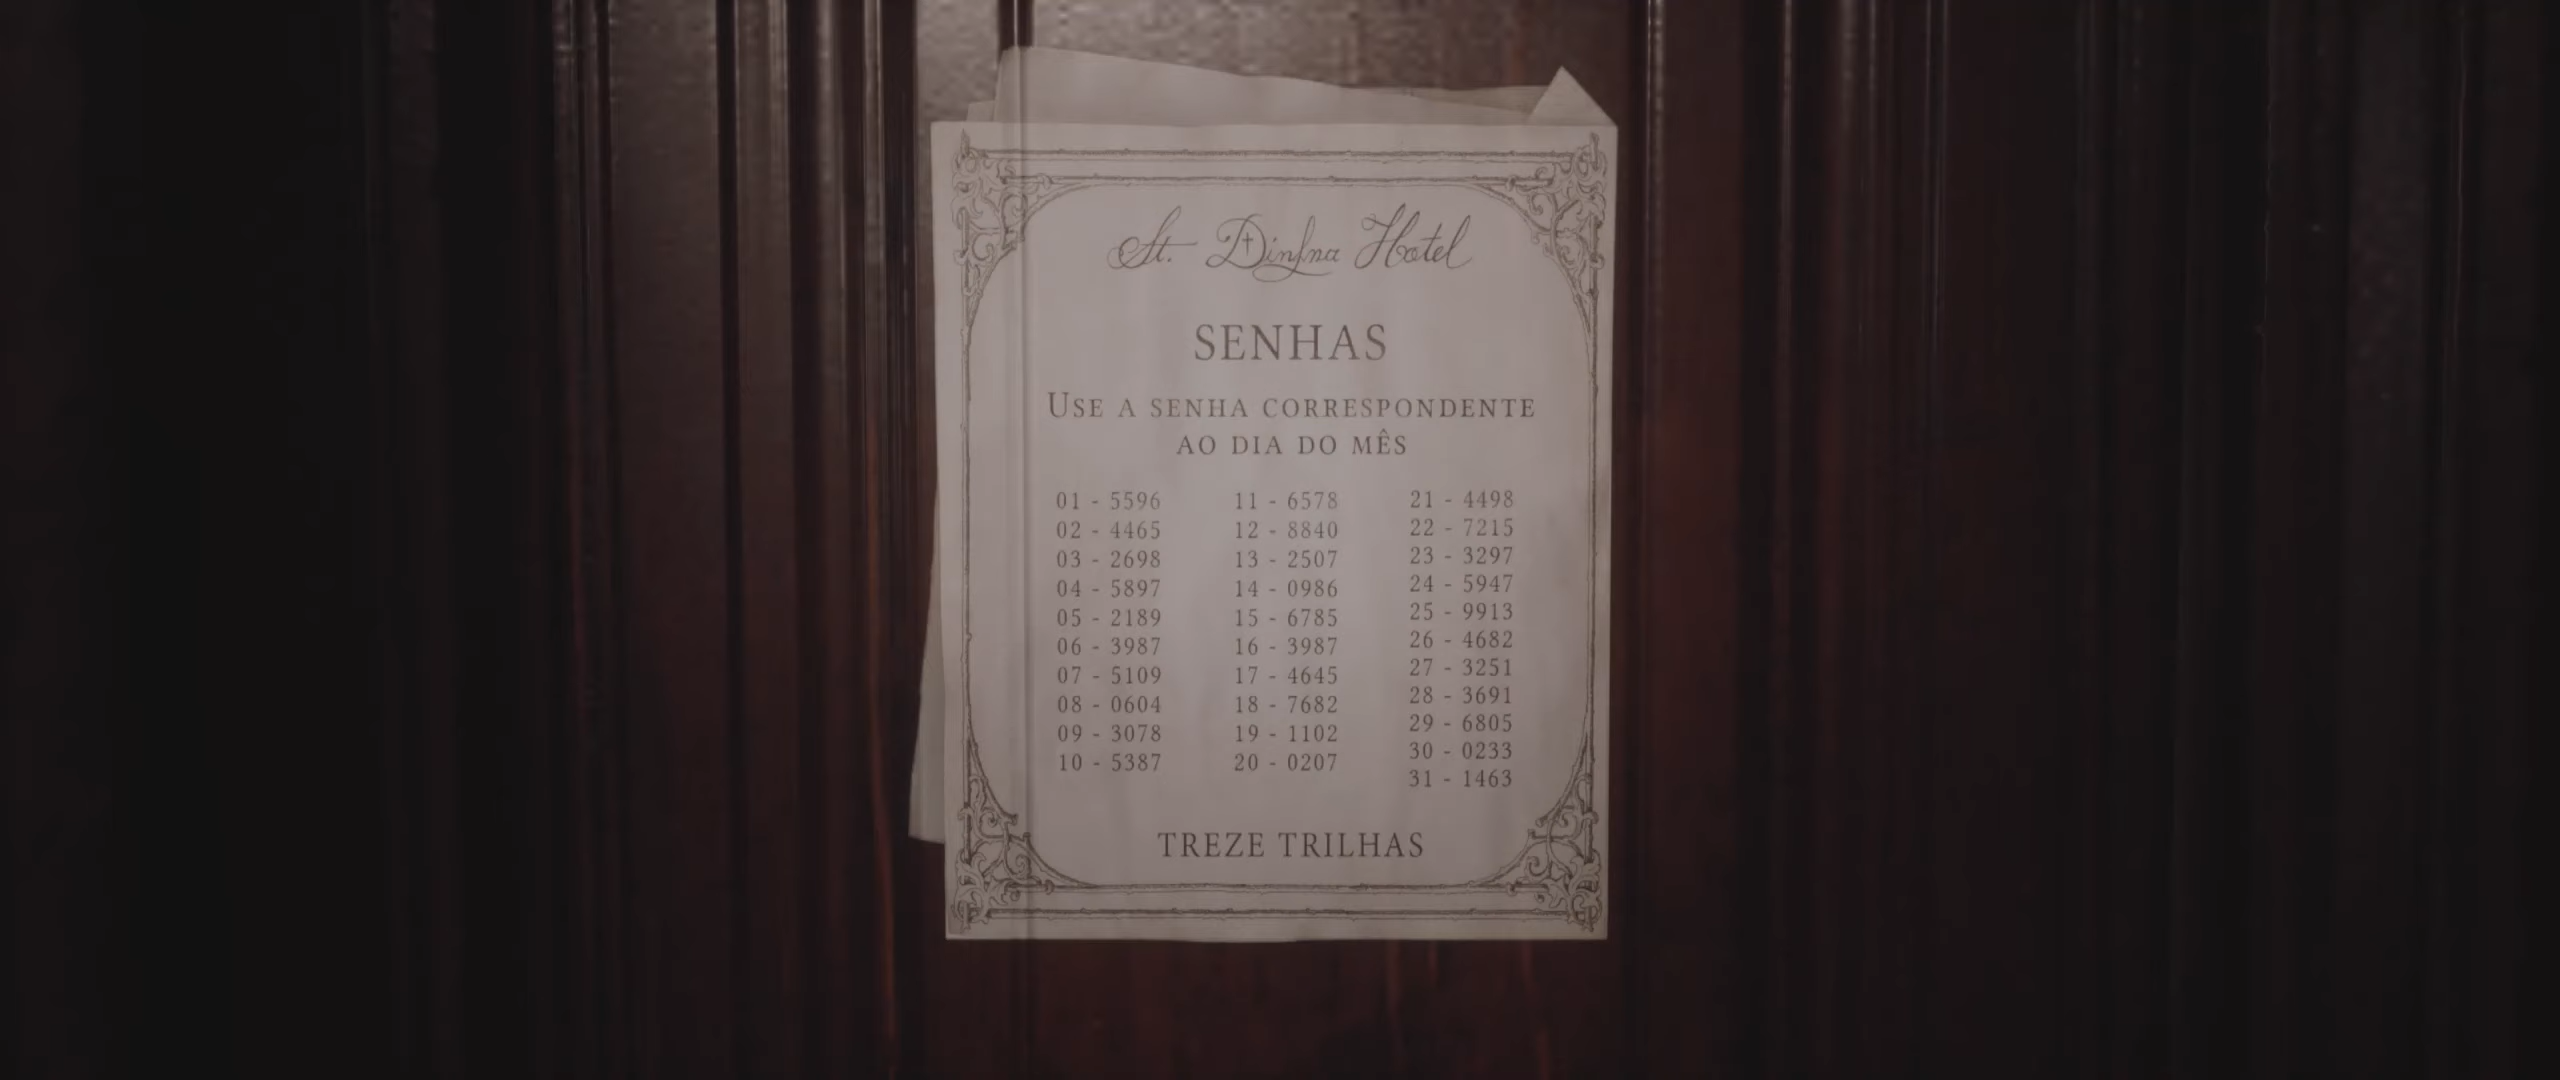 St. Dinfna Hotel
SENHAS
USE A SENHA CORRESPONDENTE
AO DIA DO MÊS
01 - 5596
02 - 4465
03 - 2698
04 - 5897
05 - 2189
06 - 3987
07 - 5109
08 - 0604
09 - 3078
10 - 5387
11 - 6578
12 - 8840
13 - 2507
14 - 0986
15 - 6785
16 - 3987
17 - 4645
18 - 7682
19 - 1102
20 - 0207
21 - 4498
22 - 7215
23 - 3297
24 - 5947
25 - 9913
26 - 4682
27 - 3251
28 - 3691
29 - 6805
30 - 0233
31 - 1463
TREZE TRILHAS